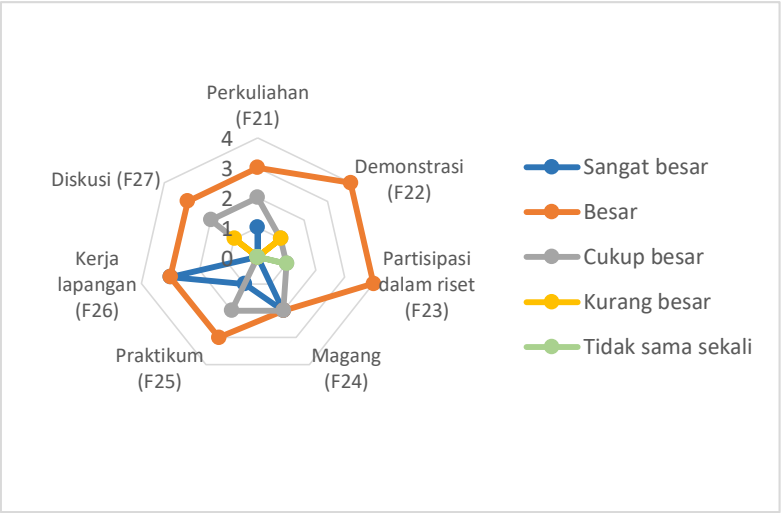 Perkuliahan
(F21)
4
3
2
1
0
Demonstrasi
(F22)
Partisipasi
dalam riset
(F23)
Magang
(F24)
Praktikum
(F25)
Kerja
lapangan
(F26)
Diskusi (F27)
Sangat besar
Besar
Cukup besar
Kurang besar
Tidak sama sekali